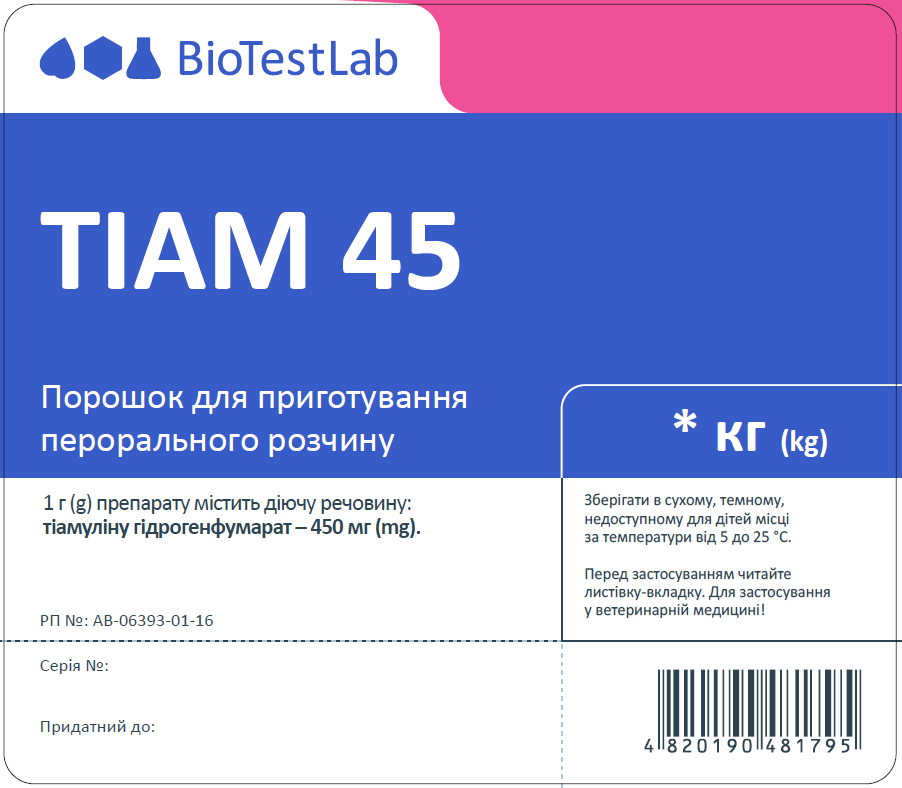 BioTestLab
ТІАМ 45
Порошок для приготування
перорального розчину
* кг (kg)
1 г (g) препарату містить діючу речовину:
тіамуліну гідрогенфумарат – 450 мг (mg).
Зберігати в сухому, темному,
недоступному для дітей місці
за температури від 5 до 25 °С.
Перед застосуванням читайте
листівку-вкладку. Для застосування
у ветеринарній медицині!
РП №: АВ-06393-01-16
Серія №:
Придатний до:
4 820190 481795